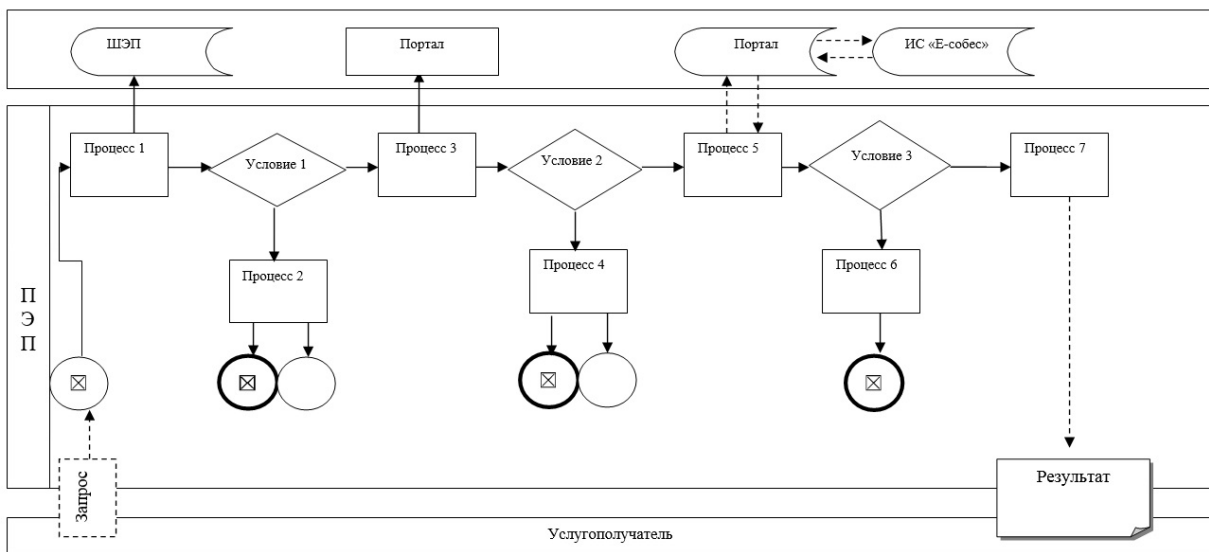 ШЭП
Портал
Портал
ИС «Е-собес»
Процесс 1
Условие 1
Процесс 3
Условие 2
Процесс 5
Условие 3
Процесс 7
Процесс 2
Процесс 4
Процесс 6
ПЭП
Запрос
Результат
Услугополучатель